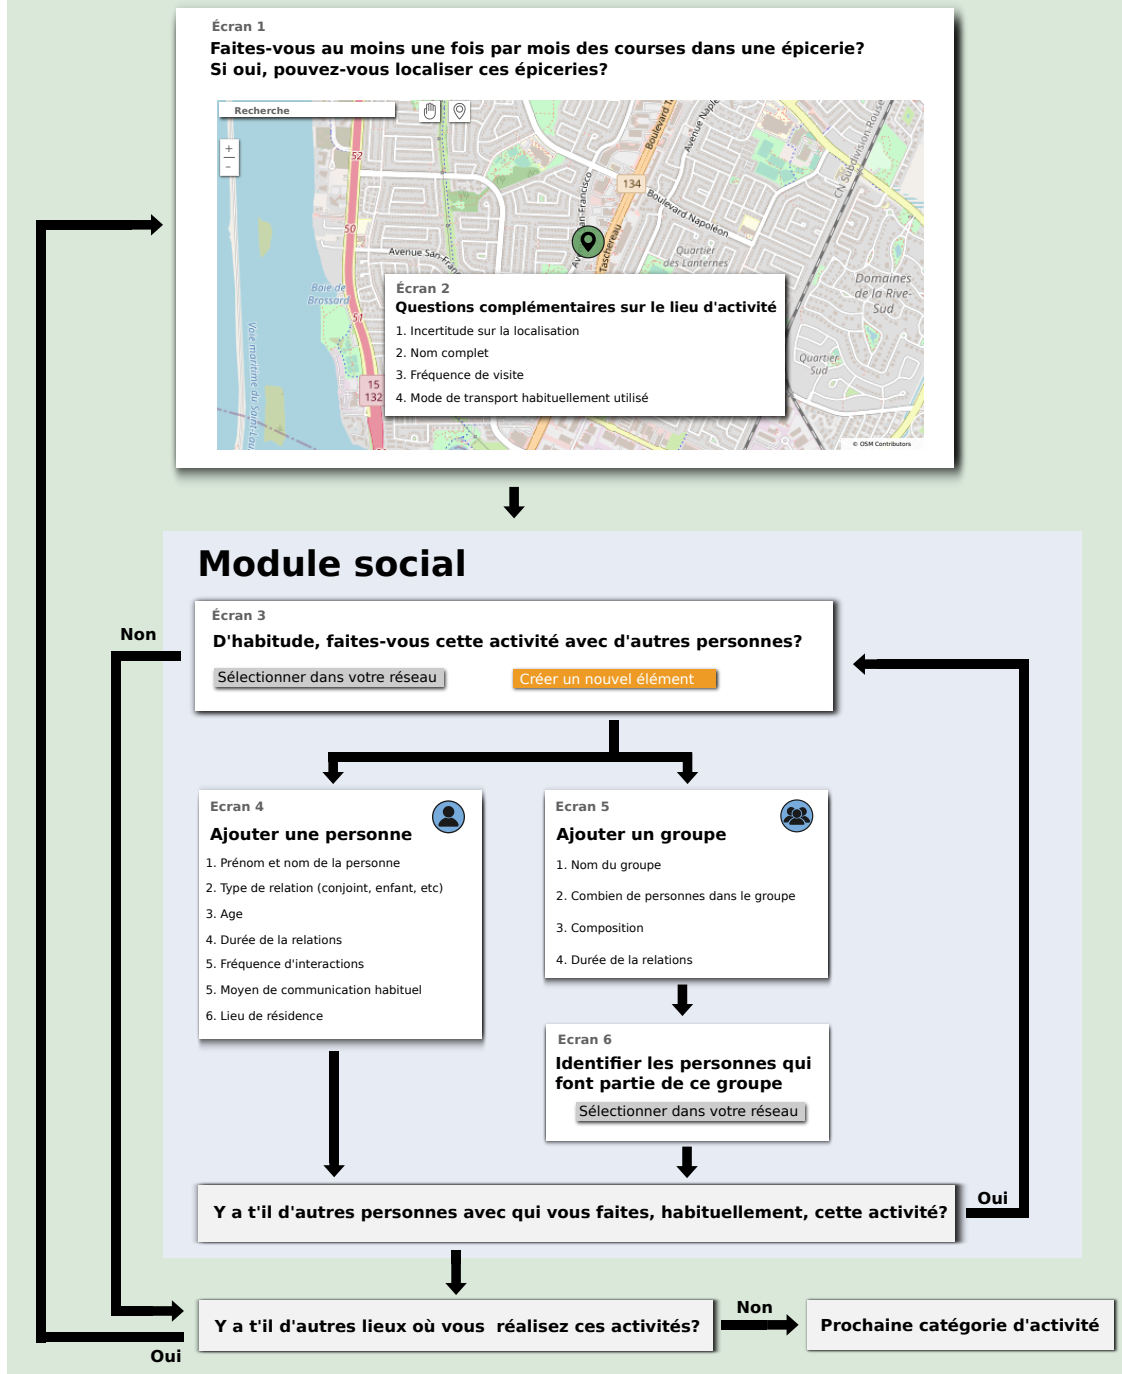 Écran 1
Faites-vous au moins une fois par mois des courses dans une épicerie?
Si oui, pouvez-vous localiser ces épiceries?
Recherche
+
−
52
50
51
15
132
134
Boulevard Napoléon
Avenue San-Franc
an-Francisco
Taschereau
Boulevard T
Avenue Naple
CN Subdivision Rouse
Quartier
des Lanternes
Domaines
de la Rive-
Sud
Quartier
Sud
Baie de
Brossard
Voie maritime du Saint-Lau
© OSM Contributors
Écran 2
Questions complémentaires sur le lieu d'activité
1. Incertitude sur la localisation
2. Nom complet
3. Fréquence de visite
4. Mode de transport habituellement utilisé
Module social
Écran 3
D'habitude, faites-vous cette activité avec d'autres personnes?
Sélectionner dans votre réseau
Créer un nouvel élément
Non
Ecran 4
Ajouter une personne
1. Prénom et nom de la personne
2. Type de relation (conjoint, enfant, etc)
3. Age
4. Durée de la relations
5. Fréquence d'interactions
5. Moyen de communication habituel
6. Lieu de résidence
Ecran 5
Ajouter un groupe
1. Nom du groupe
2. Combien de personnes dans le groupe
3. Composition
4. Durée de la relations
Ecran 6
Identifier les personnes qui
font partie de ce groupe
Sélectionner dans votre réseau
Y a t'il d'autres personnes avec qui vous faites, habituellement, cette activité?
Oui
Y a t'il d'autres lieux où vous réalisez ces activités?
Non
Prochaine catégorie d'activité
Oui